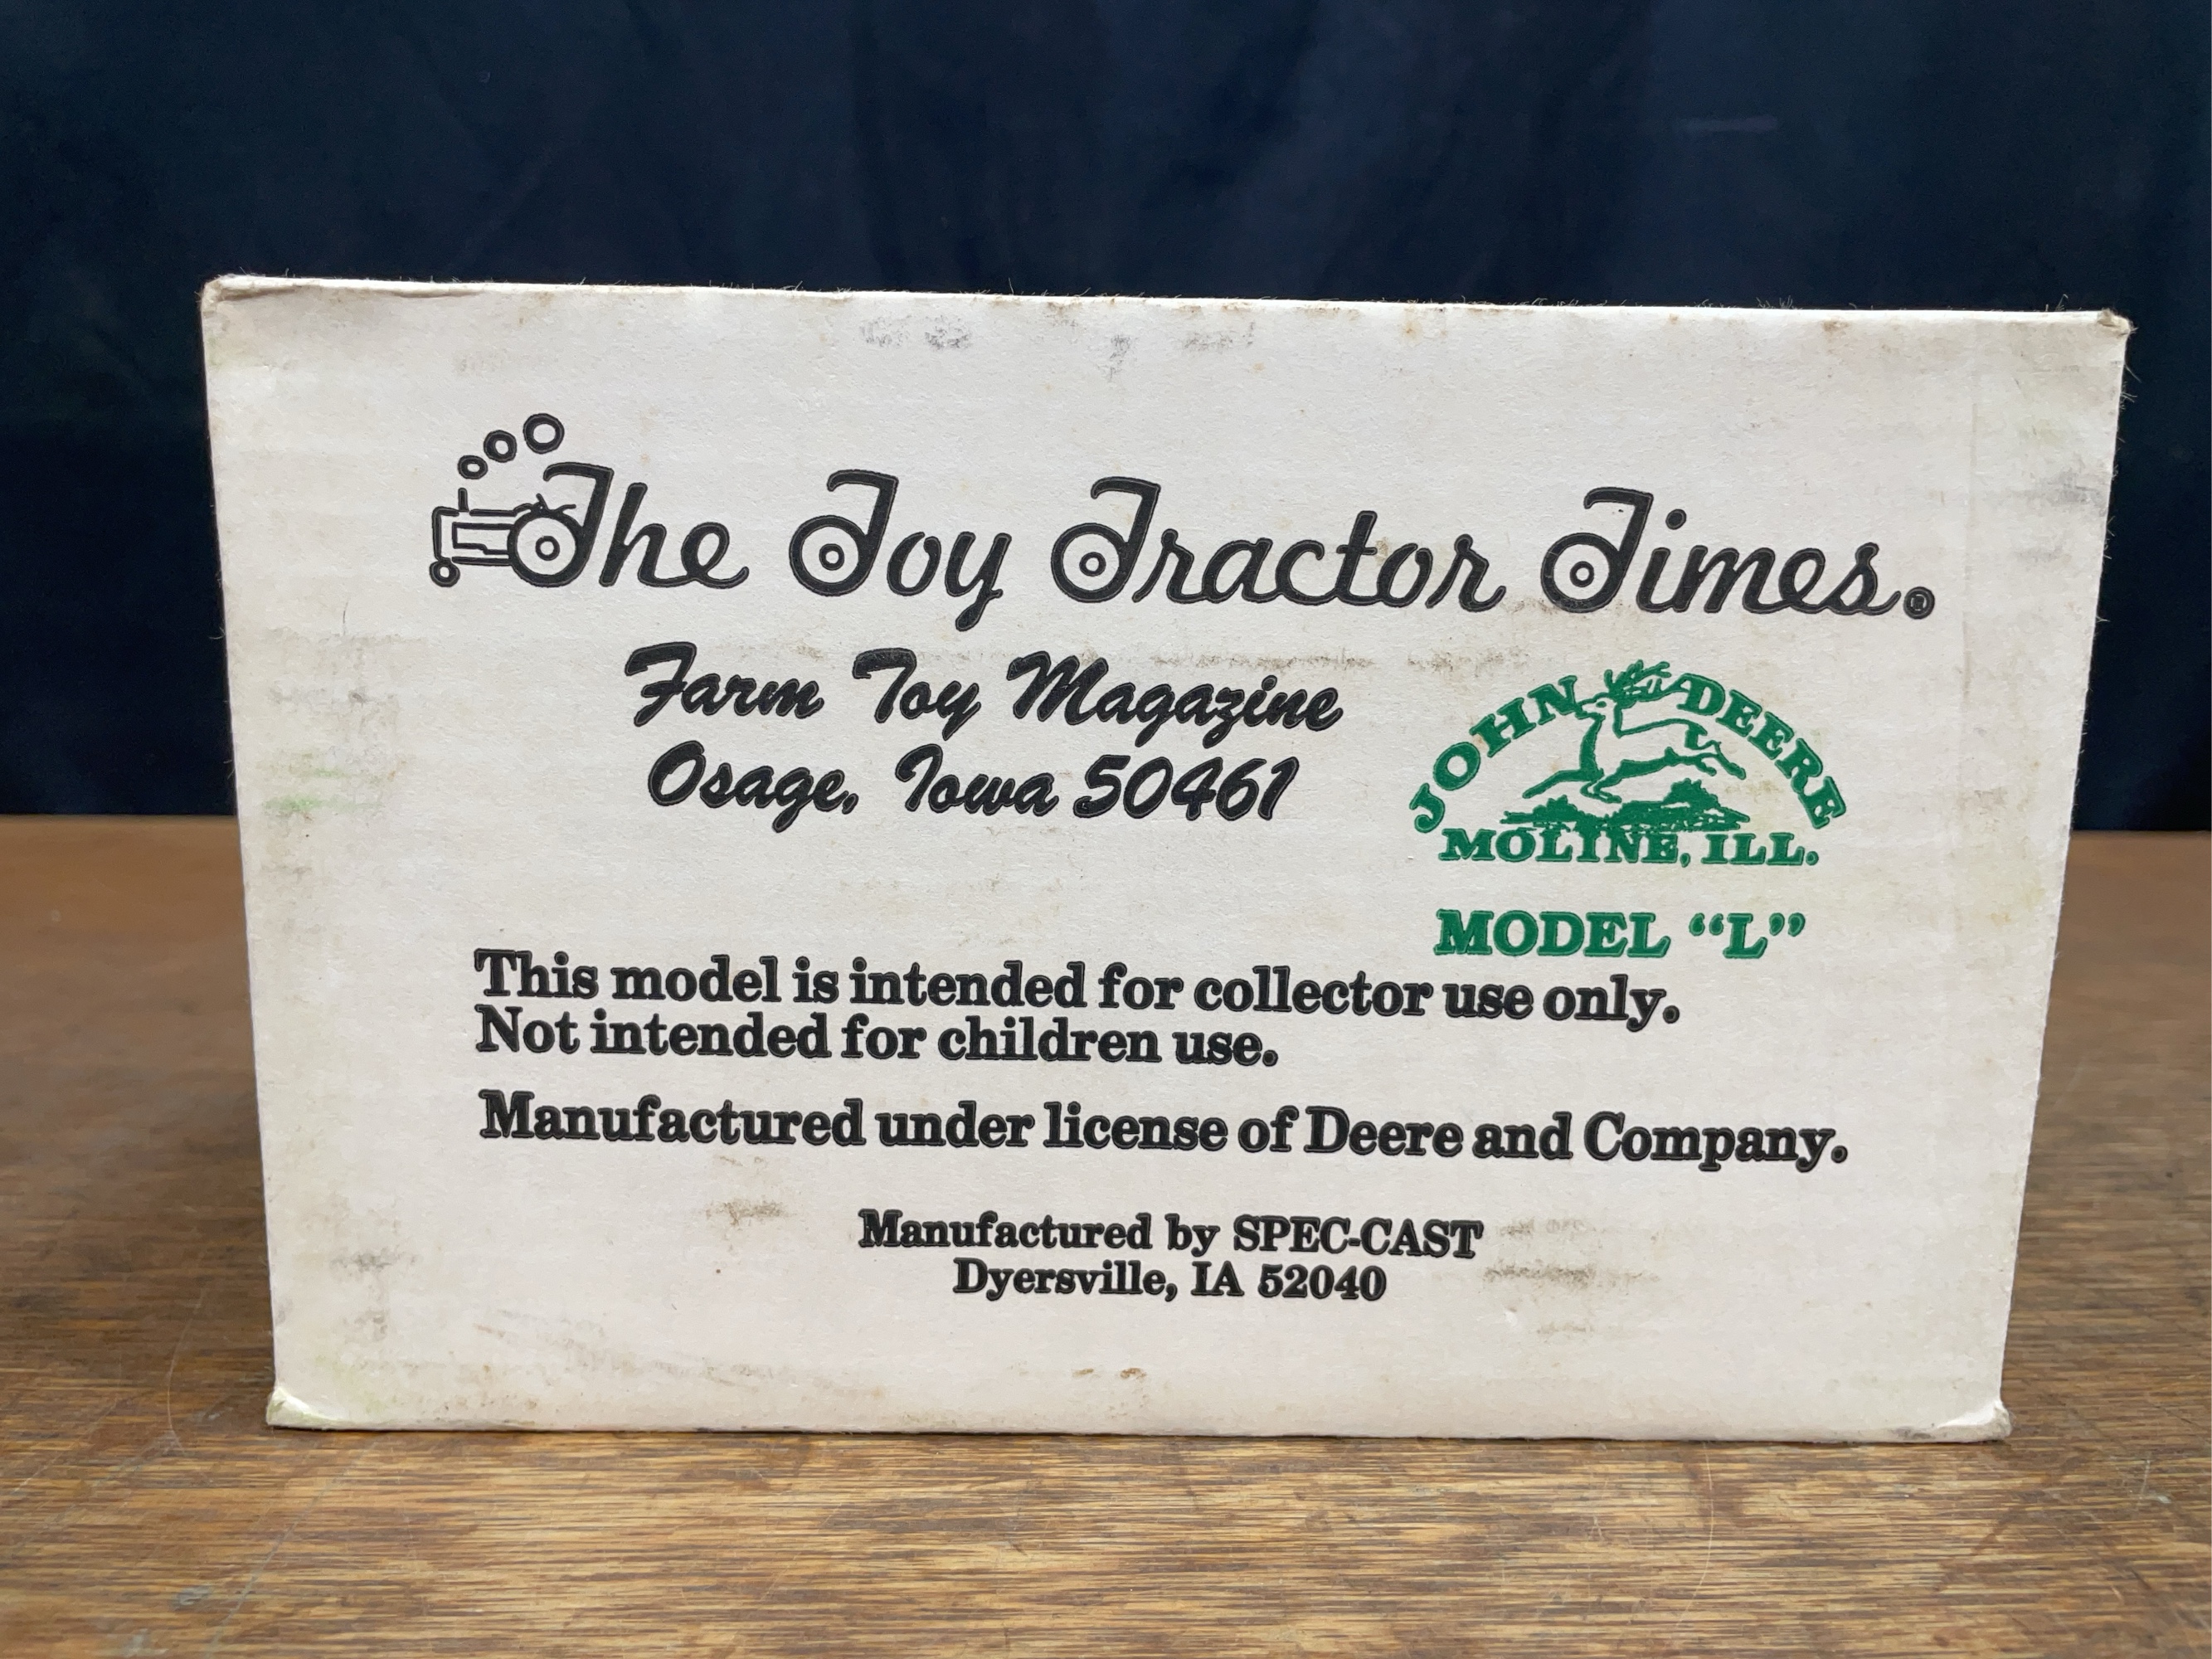 The Toy Tractor Times.®
Farm Toy Magazine
Osage, Iowa 50461
JOHN DEERE
MOLINE, ILL.
MODEL “L”
This model is intended for collector use only.
Not intended for children use.
Manufactured under license of Deere and Company.
Manufactured by SPEC-CAST
Dyersville, IA 52040